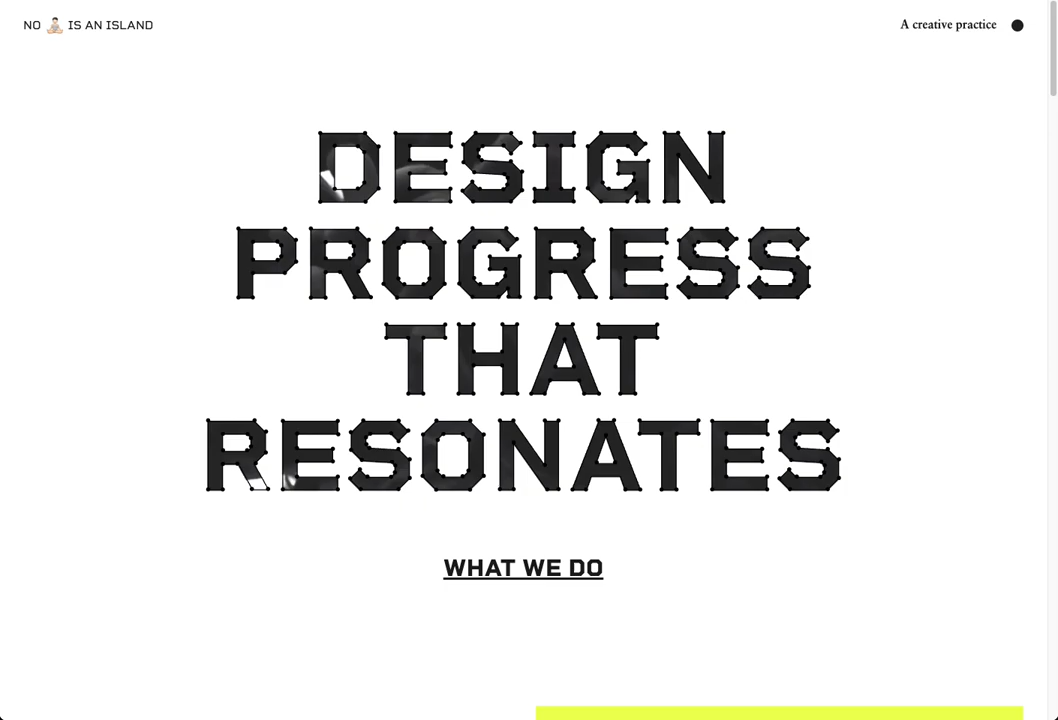 NO 🧘🏻 IS AN ISLAND
A creative practice
DESIGN
PROGRESS
THAT
RESONATES
WHAT WE DO